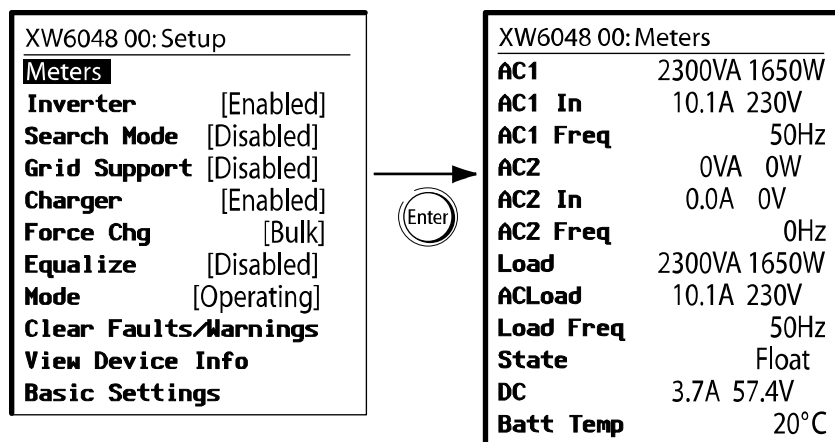 XW6048 00: Setup
Meters
Inverter [Enabled]
Search Mode [Disabled]
Grid Support [Disabled]
Charger [Enabled]
Force Chg [Bulk]
Equalize [Disabled]
Mode [Operating]
Clear Faults/Warnings
View Device Info
Basic Settings
Enter
XW6048 00: Meters
AC1 2300VA 1650W
AC1 In 10.1A 230V
AC1 Freq 50Hz
AC2 0VA 0W
AC2 In 0.0A 0V
AC2 Freq 0Hz
Load 2300VA 1650W
ACLoad 10.1A 230V
Load Freq 50Hz
State Float
DC 3.7A 57.4V
Batt Temp 20°C